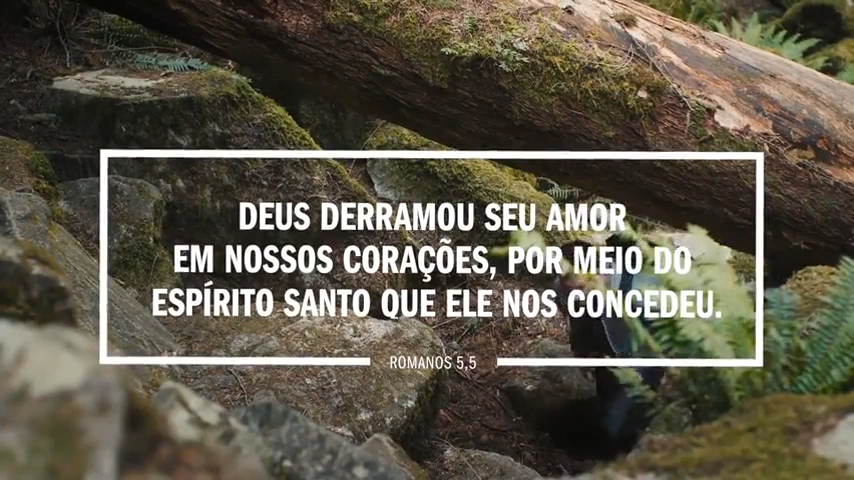 DEUS DERRAMOU SEU AMOR
EM NOSSOS CORAÇÕES, POR MEIO DO
ESPÍRITO SANTO QUE ELE NOS CONCEDEU.
ROMANOS 5,5